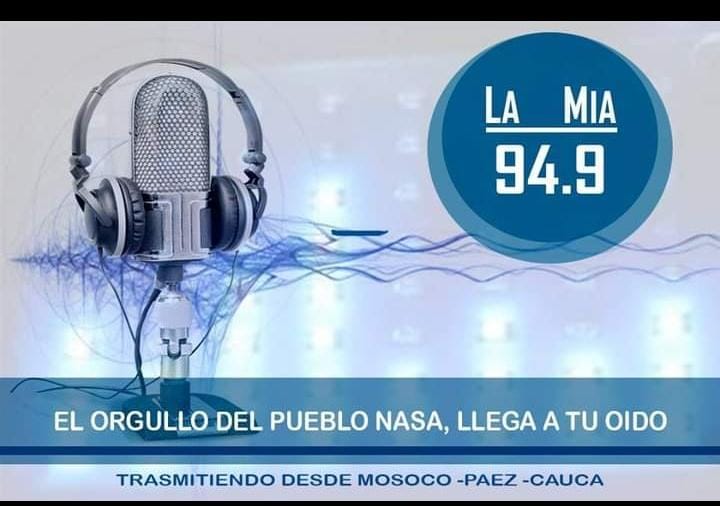 LA MIA
94.9
EL ORGULLO DEL PUEBLO NASA, LLEGA A TU OIDO
TRASMITIENDO DESDE MOSOCO -PAEZ -CAUCA